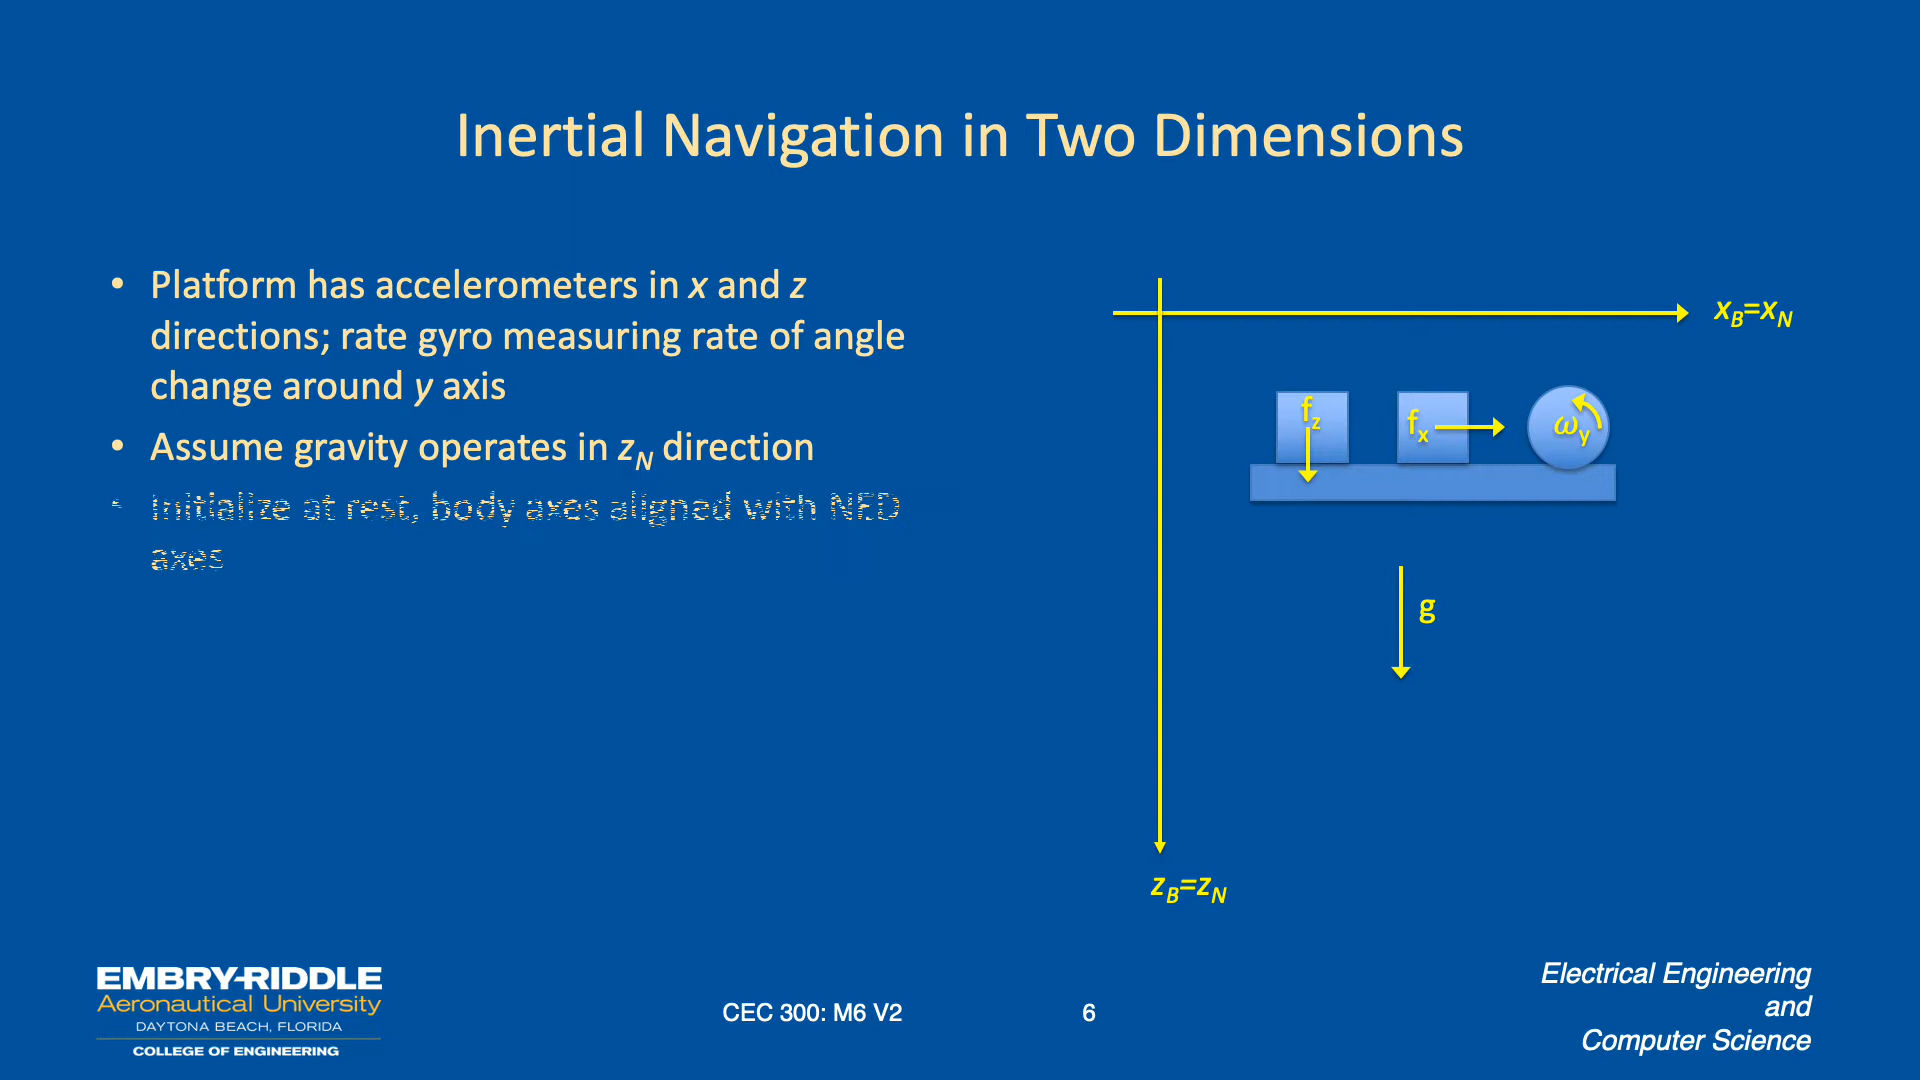 Inertial Navigation in Two Dimensions
• Platform has accelerometers in x and z
directions; rate gyro measuring rate of angle
change around y axis
• Assume gravity operates in zN direction
• Initialize at rest, body axes aligned with NED
axes
xB=xN
fz
fx
ωy
g
zB=zN
EMBRY-RIDDLE
Aeronautical University
DAYTONA BEACH, FLORIDA
COLLEGE OF ENGINEERING
CEC 300: M6 V2
6
Electrical Engineering
and
Computer Science